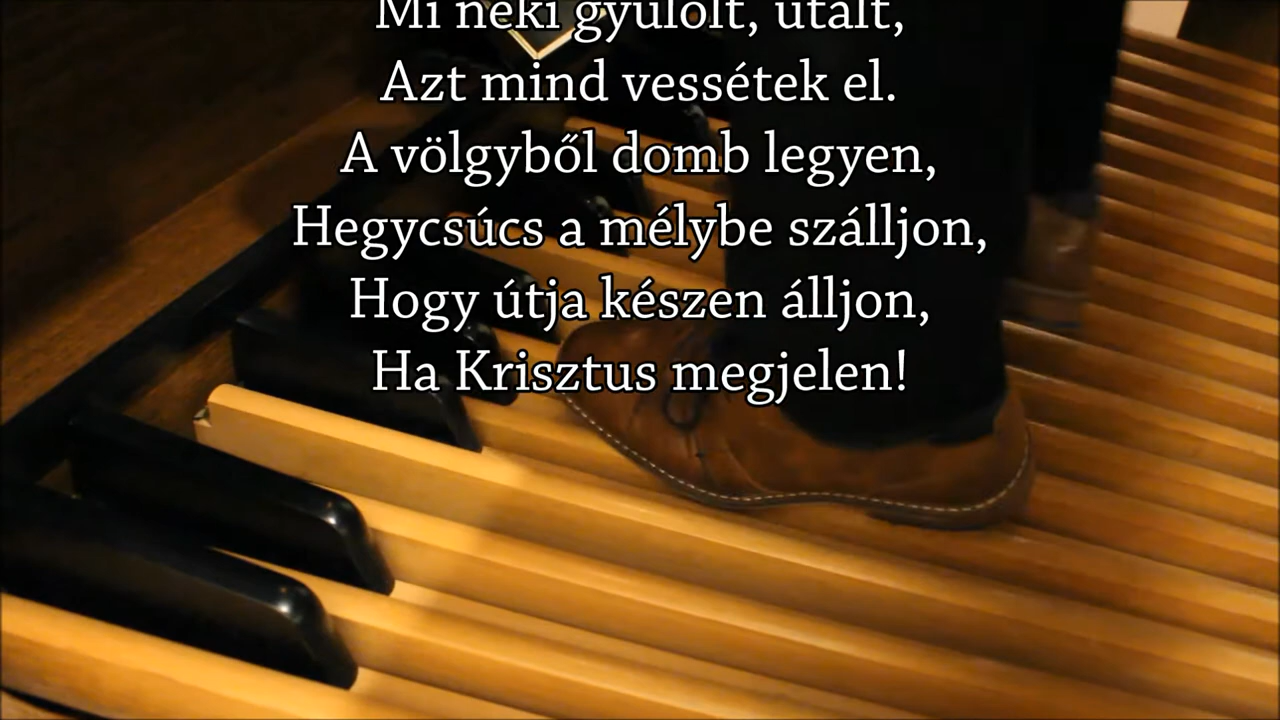 Mi neki gyűlölt, utált,
Azt mind vessétek el.
A völgyből domb legyen,
Hegycsúcs a mélybe szálljon,
Hogy útja készen álljon,
Ha Krisztus megjelen!